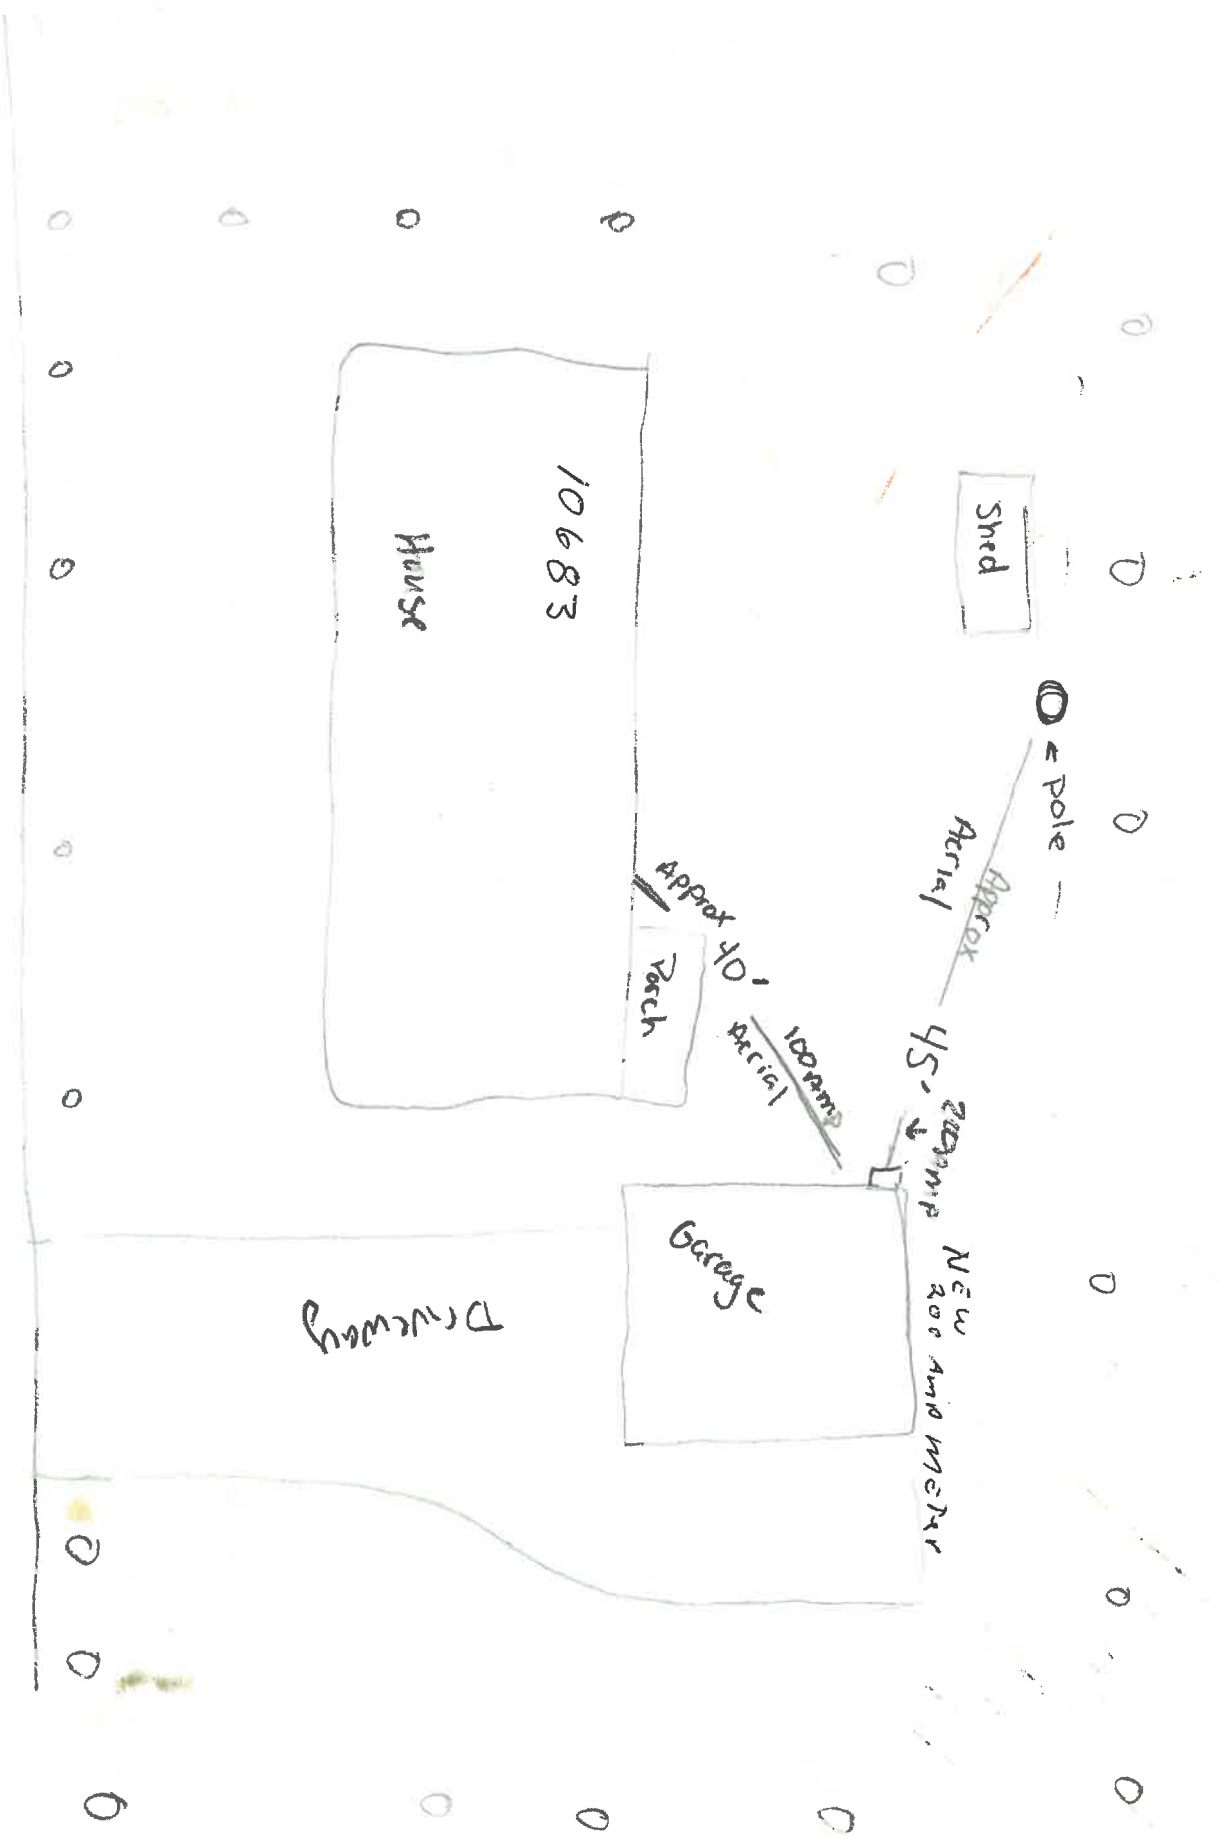 Shed
← pole
Approx
Aerial
45'
200Amp
NEW
200 Amp Meter
10683
House
Approx
40'
100Amp
Aerial
Porch
Garage
Driveway